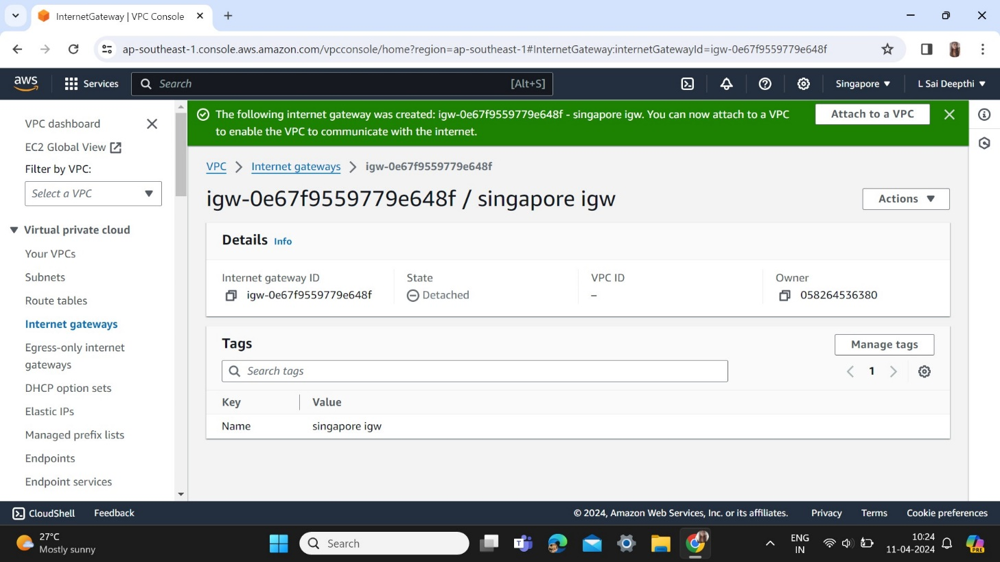 InternetGateway | VPC Console
ap-southeast-1.console.aws.amazon.com/vpcconsole/home?region=ap-southeast-1#InternetGateway:internetGatewayId=igw-0e67f9559779e648f
aws
Services
Search
[Alt+S]
Singapore
L Sai Deepthi
VPC dashboard
EC2 Global View
Filter by VPC:
Select a VPC
Virtual private cloud
Your VPCs
Subnets
Route tables
Internet gateways
Egress-only internet
gateways
DHCP option sets
Elastic IPs
Managed prefix lists
Endpoints
Endpoint services
The following internet gateway was created: igw-0e67f9559779e648f - singapore igw. You can now attach to a VPC
to enable the VPC to communicate with the internet.
Attach to a VPC
VPC > Internet gateways > igw-0e67f9559779e648f
igw-0e67f9559779e648f / singapore igw
Actions
Details Info
Internet gateway ID
igw-0e67f9559779e648f
State
Detached
VPC ID
–
Owner
058264536380
Tags
Manage tags
Search tags
1
Key
Value
Name
singapore igw
CloudShell
Feedback
© 2024, Amazon Web Services, Inc. or its affiliates.
Privacy
Terms
Cookie preferences
27°C
Mostly sunny
Search
ENG
IN
10:24
11-04-2024
PRE